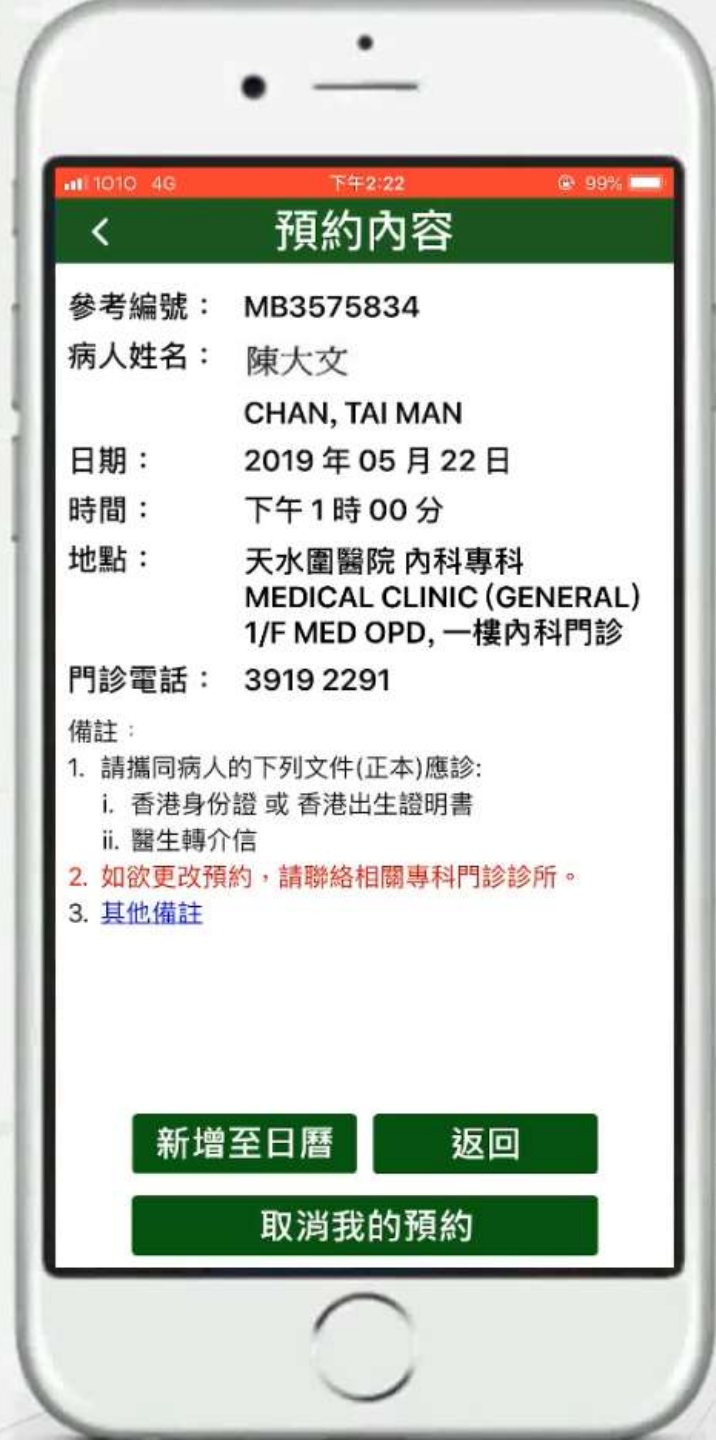 1010 4G 下午2:22 99%
預約內容
參考編號： MB3575834
病人姓名： 陳大文
CHAN, TAI MAN
日期： 2019 年 05 月 22 日
時間： 下午 1 時 00 分
地點： 天水圍醫院 內科專科
MEDICAL CLINIC (GENERAL)
1/F MED OPD, 一樓內科門診
門診電話： 3919 2291
備註：
1. 請攜同病人的下列文件(正本)應診:
i. 香港身份證 或 香港出生證明書
ii. 醫生轉介信
2. 如欲更改預約，請聯絡相關專科門診診所。
3. 其他備註
新增至日曆 返回
取消我的預約